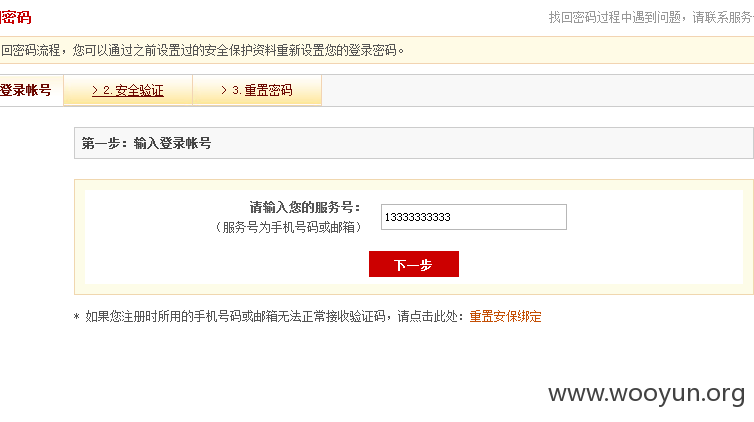 密码
找回密码过程中遇到问题，请联系服务
回密码流程，您可以通过之前设置过的安全保护资料重新设置您的登录密码。
登录帐号 > 2.安全验证 > 3.重置密码
第一步：输入登录帐号
请输入您的服务号：
（服务号为手机号码或邮箱）
13333333333
下一步
* 如果您注册时所用的手机号码或邮箱无法正常接收验证码，请点击此处：重置安保绑定
www.wooyun.org